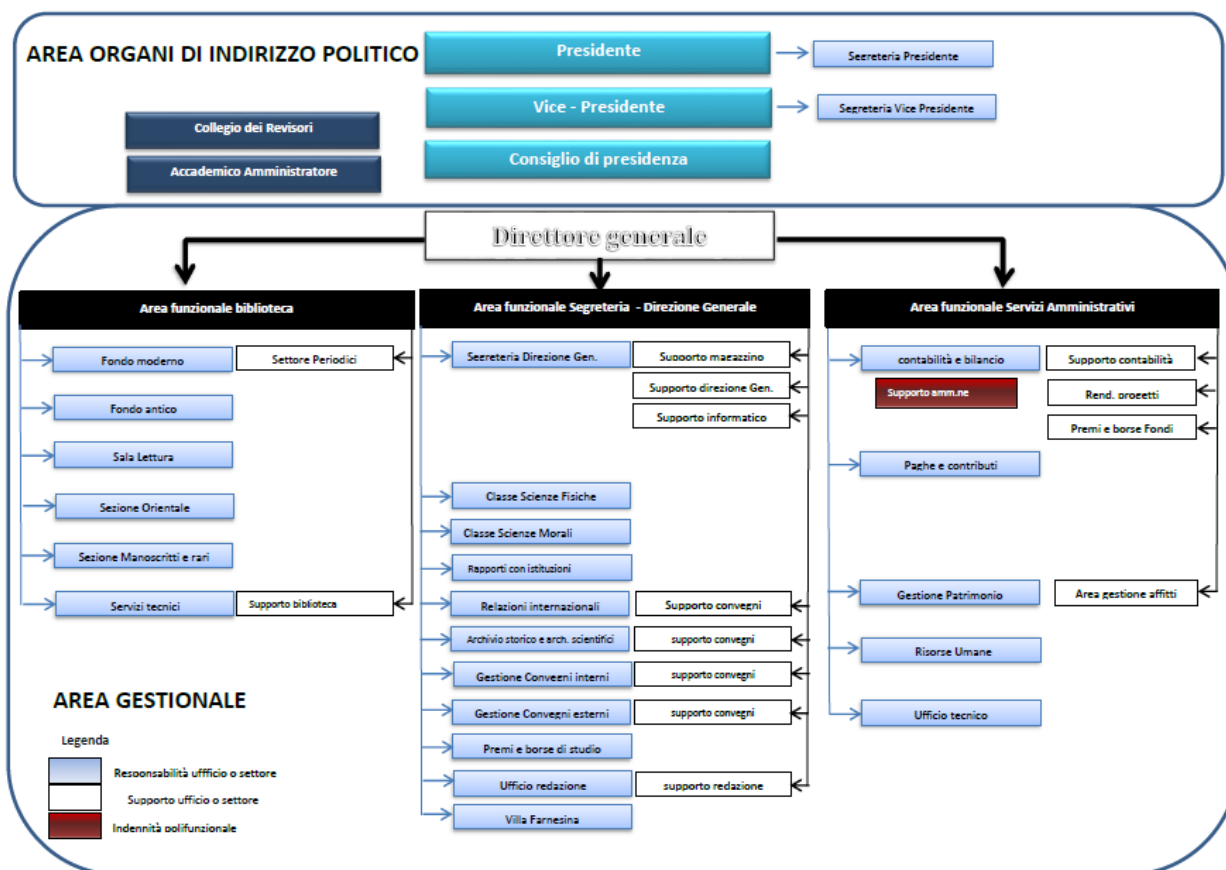 AREA ORGANI DI INDIRIZZO POLITICO
Presidente
Segreteria Presidente
Vice - Presidente
Segreteria Vice Presidente
Collegio dei Revisori
Accademico Amministratore
Consiglio di presidenza
Direttore generale
Area funzionale biblioteca
Fondo moderno
Settore Periodici
Fondo antico
Sala Lettura
Sezione Orientale
Sezione Manoscritti e rari
Servizi tecnici
Supporto biblioteca
Area funzionale Segreteria - Direzione Generale
Segreteria Direzione Gen.
Supporto magazzino
Supporto direzione Gen.
Supporto informatico
Classe Scienze Fisiche
Classe Scienze Morali
Rapporti con istituzioni
Relazioni internazionali
Supporto convegni
Archivio storico e arch. scientifici
supporto convegni
Gestione Convegni interni
supporto convegni
Gestione Convegni esterni
supporto convegni
Premi e borse di studio
Ufficio redazione
supporto redazione
Villa Farnesina
Area funzionale Servizi Amministrativi
contabilità e bilancio
Supporto contabilità
Supporto amm.ne
Rend. progetti
Premi e borse Fondi
Paghe e contributi
Gestione Patrimonio
Area gestione affitti
Risorse Umane
Ufficio tecnico
AREA GESTIONALE
Legenda
Responsabilità uffficio o settore
Supporto ufficio o settore
Indennità polifunzionale